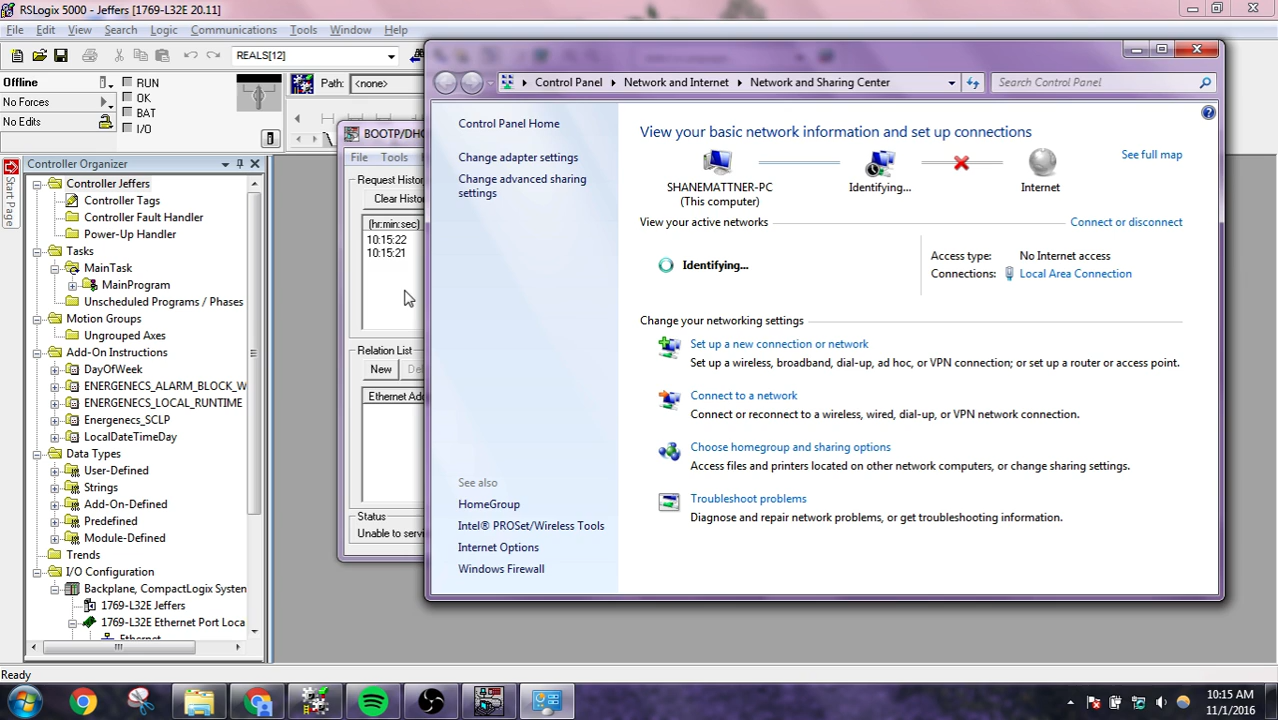 RSLogix 5000 - Jeffers [1769-L32E 20.11]
File Edit View Search Logic Communications Tools Window Help
REALS[12]
Offline
RUN
Path: <none>
No Forces
OK
BAT
No Edits
I/O
Start Page
Controller Organizer
Controller Jeffers
Controller Tags
Controller Fault Handler
Power-Up Handler
Tasks
MainTask
MainProgram
Unscheduled Programs / Phases
Motion Groups
Ungrouped Axes
Add-On Instructions
DayOfWeek
ENERGENECS_ALARM_BLOCK_W
ENERGENECS_LOCAL_RUNTIME
Energenecs_SCLP
LocalDateTimeDay
Data Types
User-Defined
Strings
Add-On-Defined
Predefined
Module-Defined
Trends
I/O Configuration
Backplane, CompactLogix System
1769-L32E Jeffers
1769-L32E Ethernet Port Loca
Ethernet
Ready
BOOTP/DHC
File Tools
Request History
Clear Histo
(hr:min:sec)
10:15:22
10:15:21
Relation List
New De
Ethernet Add
Status
Unable to servi
Control Panel Network and Internet Network and Sharing Center
Search Control Panel
Control Panel Home
Change adapter settings
Change advanced sharing
settings
See also
HomeGroup
Intel® PROSet/Wireless Tools
Internet Options
Windows Firewall
View your basic network information and set up connections
See full map
SHANEMATTNER-PC
(This computer)
Identifying...
Internet
View your active networks
Connect or disconnect
Identifying...
Access type: No Internet access
Connections: Local Area Connection
Change your networking settings
Set up a new connection or network
Set up a wireless, broadband, dial-up, ad hoc, or VPN connection; or set up a router or access point.
Connect to a network
Connect or reconnect to a wireless, wired, dial-up, or VPN network connection.
Choose homegroup and sharing options
Access files and printers located on other network computers, or change sharing settings.
Troubleshoot problems
Diagnose and repair network problems, or get troubleshooting information.
10:15 AM
11/1/2016